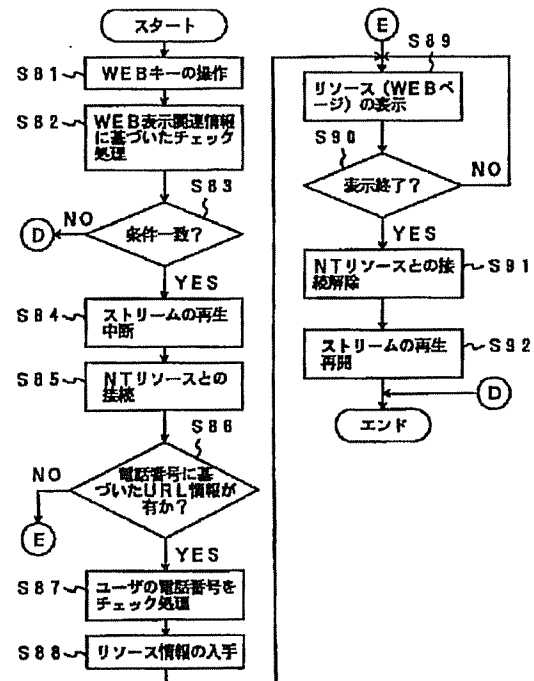 スタート
S81
WEBキーの操作
S82
WEB表示関連情報
に基づいたチェック
処理
S83
条件一致?
NO
D
YES
S84
ストリームの再生
中断
S85
NTリソースとの
接続
S86
電話番号に基
づいたURL情報が
有か?
NO
E
YES
S87
ユーザの電話番号を
チェック処理
S88
リソース情報の入手
E
S89
リソース(WEBペ
ージ)の表示
S90
表示終了?
NO
YES
NTリソースとの接
続解除
S91
ストリームの再生
再開
S92
D
エンド